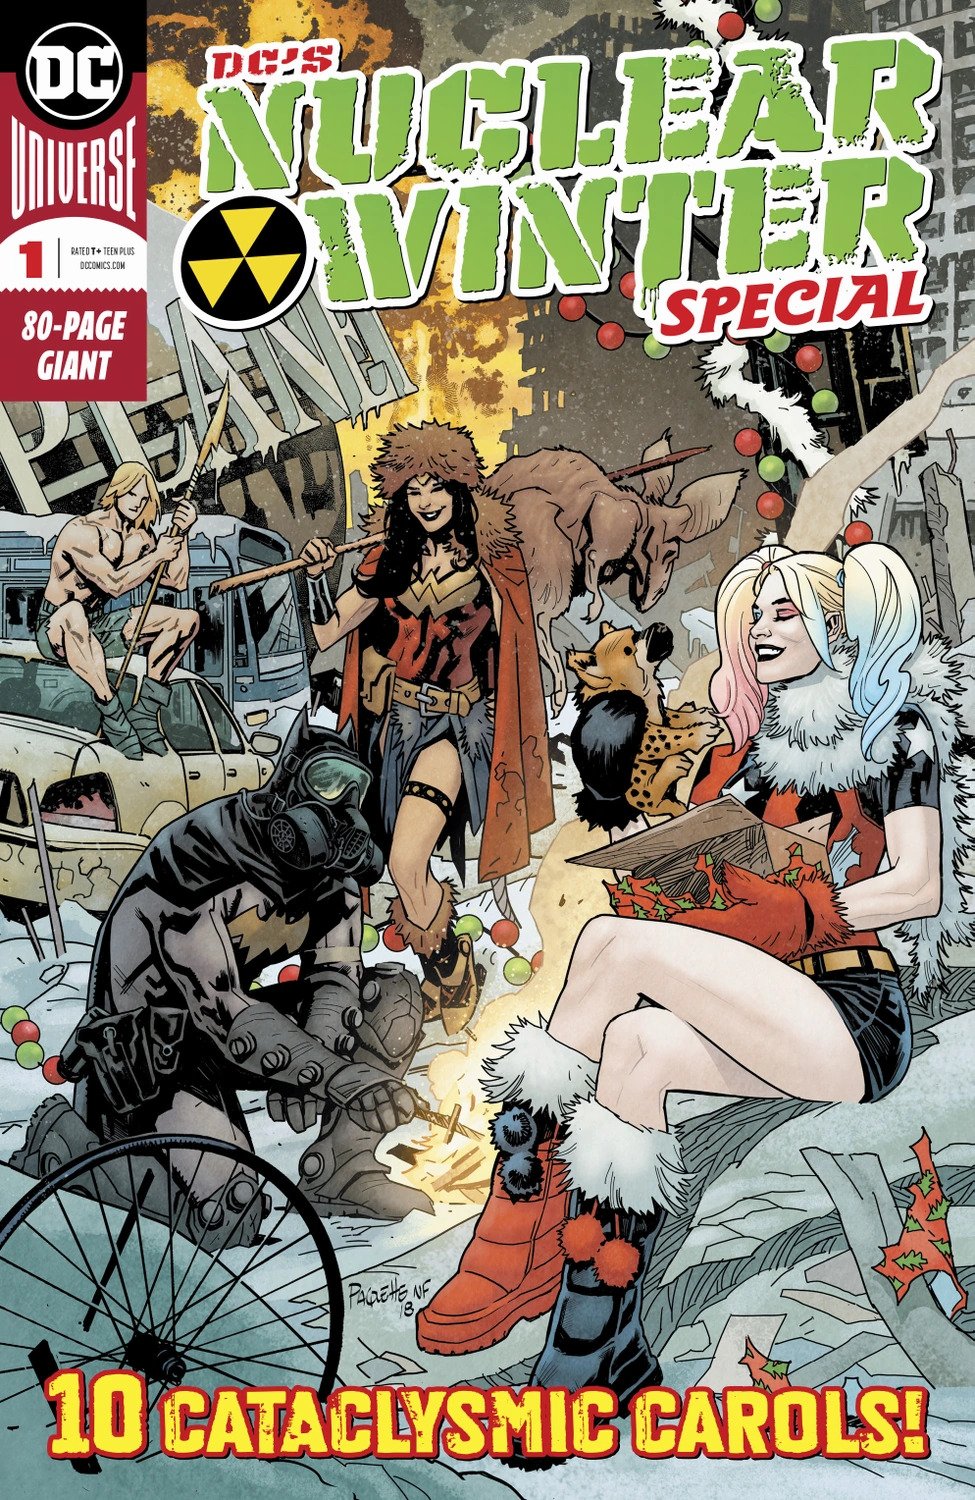 DC
UNIVERSE
1
RATED T+ TEEN PLUS
DCCOMICS.COM
80-PAGE
GIANT
DC'S
NUCLEAR
WINTER
SPECIAL
PLANE
PAQUETTE NF
'18
10 CATACLYSMIC CAROLS!